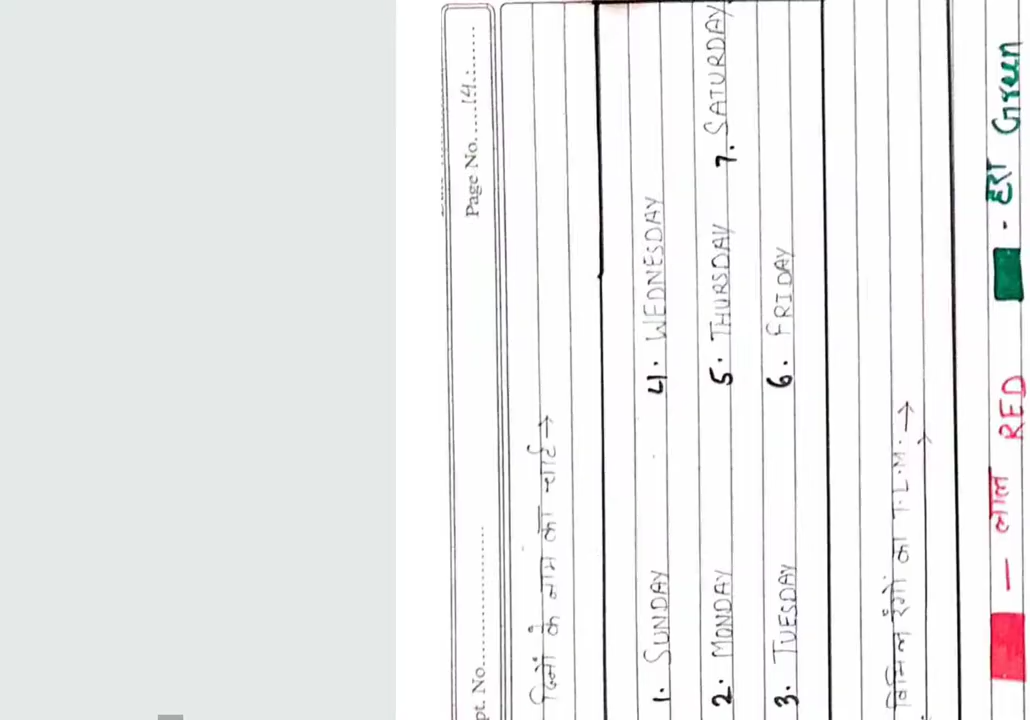 pt. No.................... Page No.....14.:......
दिनों के नाम का चार्ट →
1. SUNDAY 4. WEDNESDAY
2. MONDAY 5. THURSDAY 7. SATURDAY
3. TUESDAY 6. FRIDAY
विभिन्न रंगों का T.L.M. →
— लाल RED - हरा Green